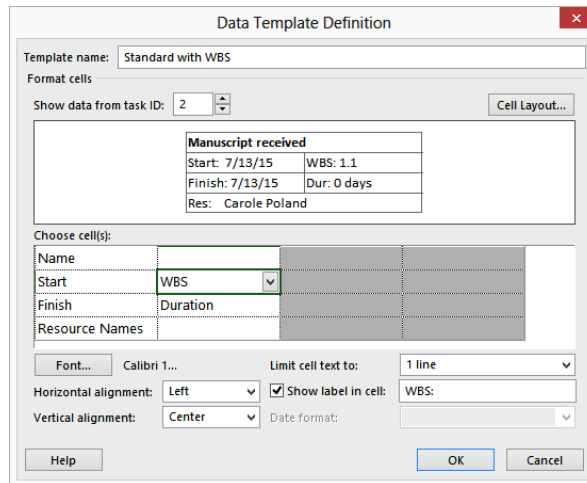 Data Template Definition
Template name: Standard with WBS
Format cells
Show data from task ID: 2 Cell Layout...
Manuscript received
Start: 7/13/15 WBS: 1.1
Finish: 7/13/15 Dur: 0 days
Res: Carole Poland
Choose cell(s):
Name
Start WBS
Finish Duration
Resource Names
Font... Calibri 1... Limit cell text to: 1 line
Horizontal alignment: Left Show label in cell: WBS:
Vertical alignment: Center Date format:
Help OK Cancel